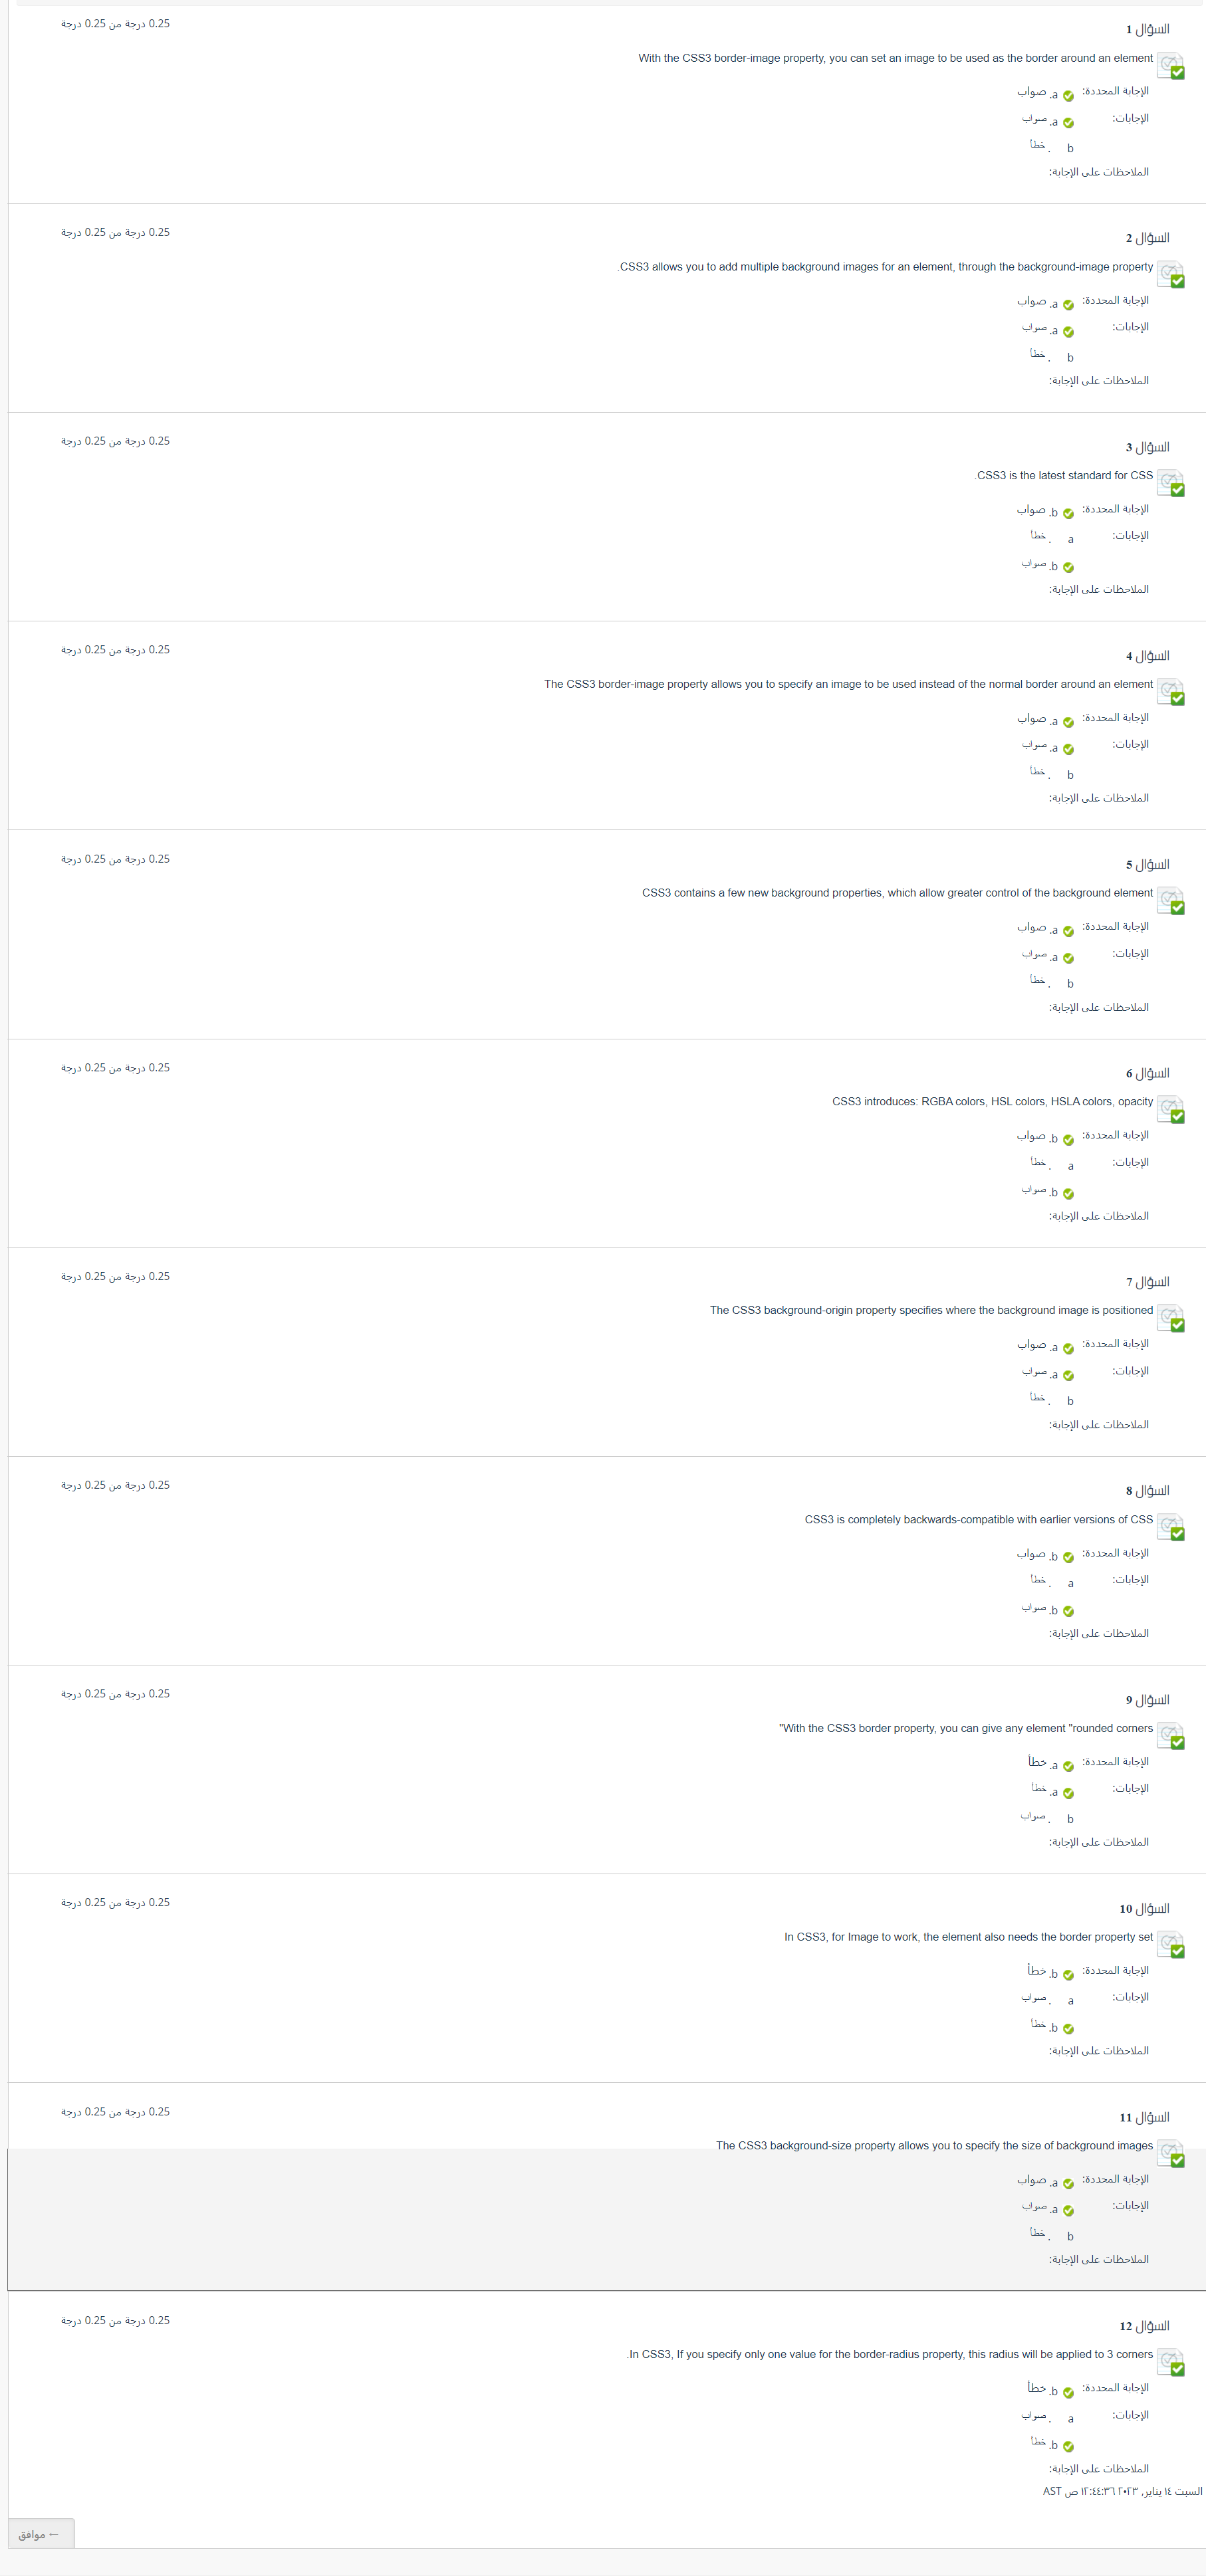 السؤال 1
0.25 درجة من 0.25 درجة
With the CSS3 border-image property, you can set an image to be used as the border around an element
الإجابة المحددة: a. صواب
الإجابات: a. صواب
b. خطأ
الملاحظات على الإجابة:
السؤال 2
0.25 درجة من 0.25 درجة
CSS3 allows you to add multiple background images for an element, through the background-image property.
الإجابة المحددة: a. صواب
الإجابات: a. صواب
b. خطأ
الملاحظات على الإجابة:
السؤال 3
0.25 درجة من 0.25 درجة
CSS3 is the latest standard for CSS.
الإجابة المحددة: b. صواب
الإجابات: a. خطأ
b. صواب
الملاحظات على الإجابة:
السؤال 4
0.25 درجة من 0.25 درجة
The CSS3 border-image property allows you to specify an image to be used instead of the normal border around an element
الإجابة المحددة: a. صواب
الإجابات: a. صواب
b. خطأ
الملاحظات على الإجابة:
السؤال 5
0.25 درجة من 0.25 درجة
CSS3 contains a few new background properties, which allow greater control of the background element
الإجابة المحددة: a. صواب
الإجابات: a. صواب
b. خطأ
الملاحظات على الإجابة:
السؤال 6
0.25 درجة من 0.25 درجة
CSS3 introduces: RGBA colors, HSL colors, HSLA colors, opacity
الإجابة المحددة: b. صواب
الإجابات: a. خطأ
b. صواب
الملاحظات على الإجابة:
السؤال 7
0.25 درجة من 0.25 درجة
The CSS3 background-origin property specifies where the background image is positioned
الإجابة المحددة: a. صواب
الإجابات: a. صواب
b. خطأ
الملاحظات على الإجابة:
السؤال 8
0.25 درجة من 0.25 درجة
CSS3 is completely backwards-compatible with earlier versions of CSS
الإجابة المحددة: b. صواب
الإجابات: a. خطأ
b. صواب
الملاحظات على الإجابة:
السؤال 9
0.25 درجة من 0.25 درجة
"With the CSS3 border property, you can give any element "rounded corners
الإجابة المحددة: a. خطأ
الإجابات: a. خطأ
b. صواب
الملاحظات على الإجابة:
السؤال 10
0.25 درجة من 0.25 درجة
In CSS3, for Image to work, the element also needs the border property set
الإجابة المحددة: b. خطأ
الإجابات: a. صواب
b. خطأ
الملاحظات على الإجابة:
السؤال 11
0.25 درجة من 0.25 درجة
The CSS3 background-size property allows you to specify the size of background images
الإجابة المحددة: a. صواب
الإجابات: a. صواب
b. خطأ
الملاحظات على الإجابة:
السؤال 12
0.25 درجة من 0.25 درجة
In CSS3, If you specify only one value for the border-radius property, this radius will be applied to 3 corners.
الإجابة المحددة: b. خطأ
الإجابات: a. صواب
b. خطأ
الملاحظات على الإجابة:
السبت ١٤ يناير, ٢٠٢٣ ١٢:٤٤:٣٦ ص AST
← موافق